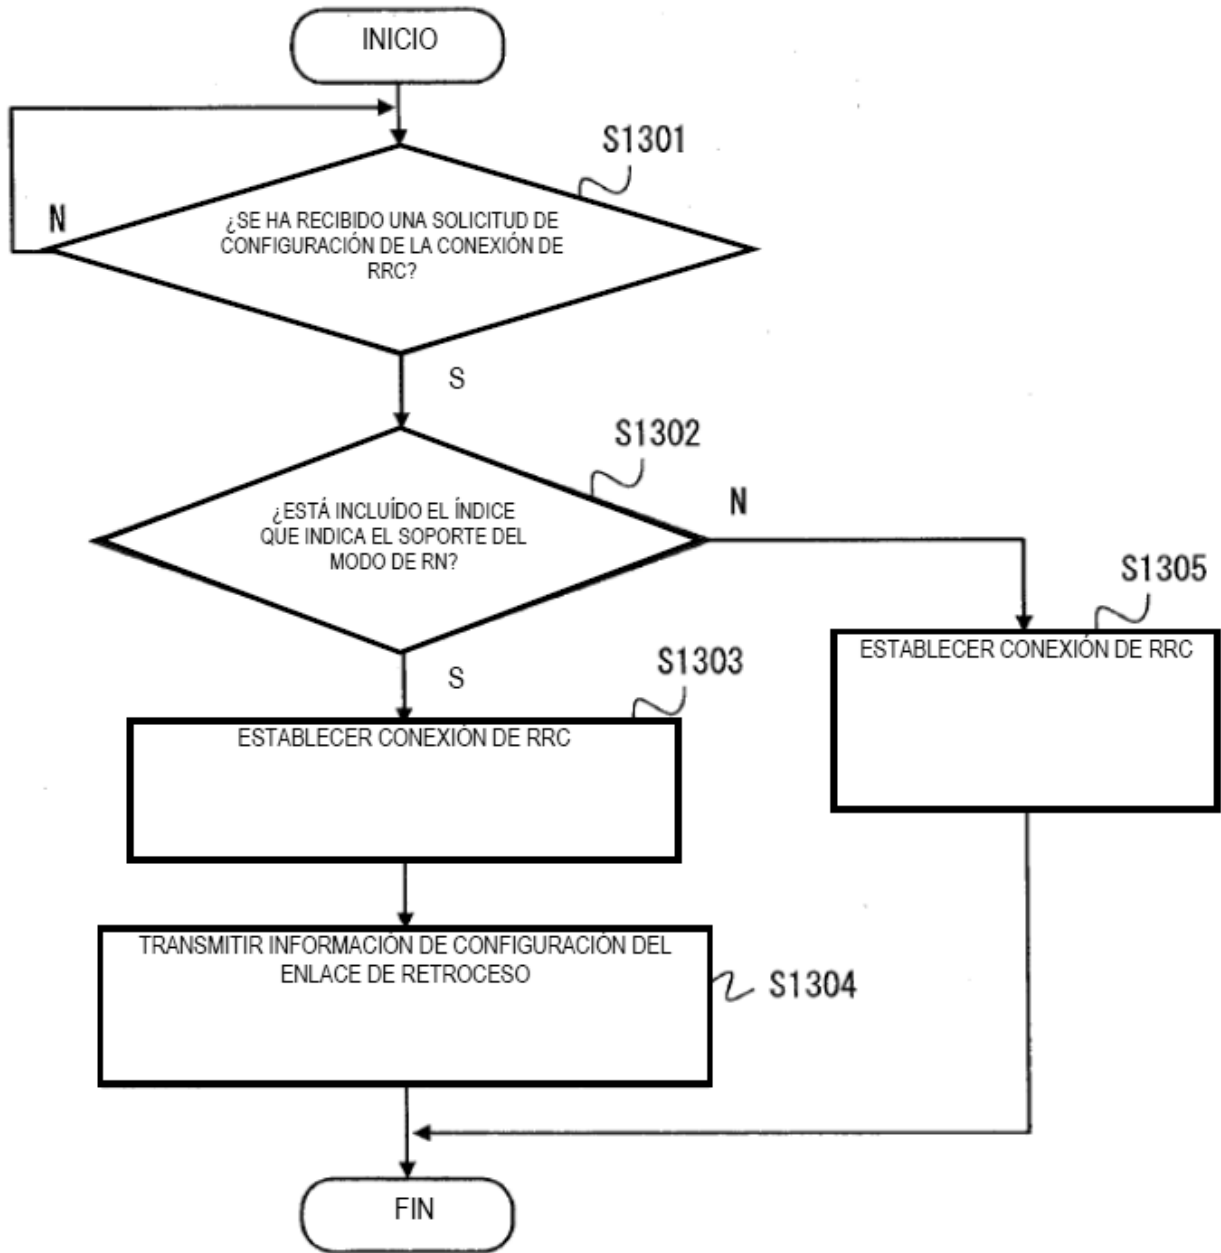 INICIO
S1301
N
¿SE HA RECIBIDO UNA SOLICITUD DE
CONFIGURACIÓN DE LA CONEXIÓN DE
RRC?
S
S1302
N
¿ESTÁ INCLUÍDO EL ÍNDICE
QUE INDICA EL SOPORTE DEL
MODO DE RN?
S1305
ESTABLECER CONEXIÓN DE RRC
S
S1303
ESTABLECER CONEXIÓN DE RRC
TRANSMITIR INFORMACIÓN DE CONFIGURACIÓN DEL
ENLACE DE RETROCESO
S1304
FIN